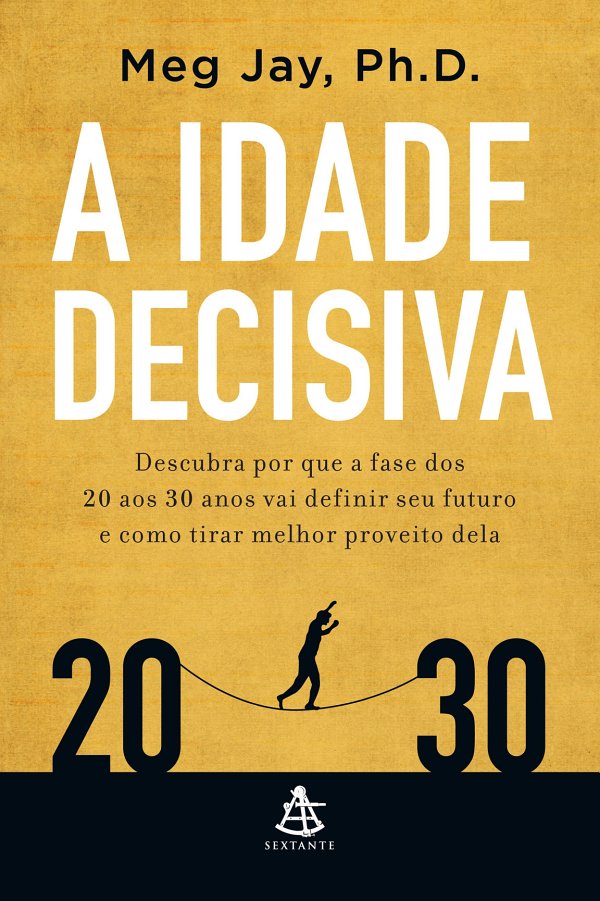 Meg Jay, Ph.D.
A IDADE
DECISIVA
Descubra por que a fase dos
20 aos 30 anos vai definir seu futuro
e como tirar melhor proveito dela
20 30
SEXTANTE